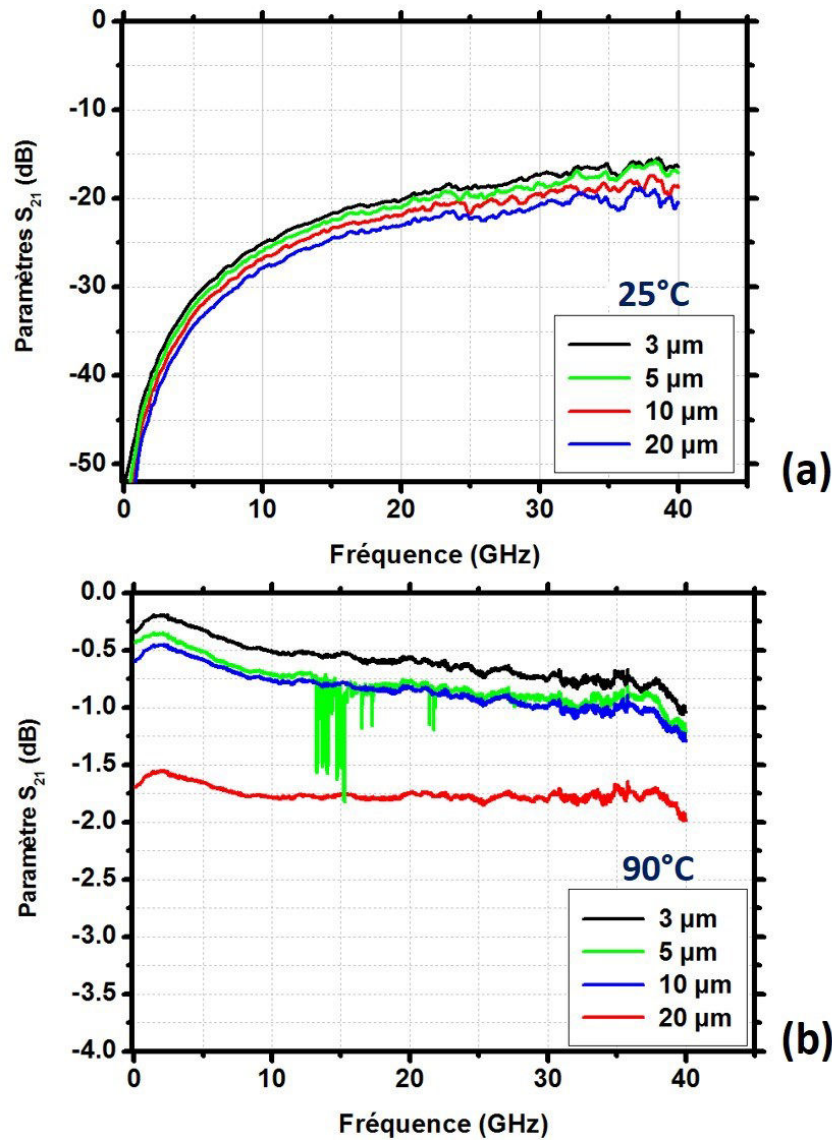 0
-10
-20
-30
-40
-50
Paramètres S21 (dB)
25°C
3 µm
5 µm
10 µm
20 µm
0
10
20
30
40
Fréquence (GHz)
(a)
0.0
-0.5
-1.0
-1.5
-2.0
-2.5
-3.0
-3.5
-4.0
Paramètre S21 (dB)
90°C
3 µm
5 µm
10 µm
20 µm
0
10
20
30
40
Fréquence (GHz)
(b)